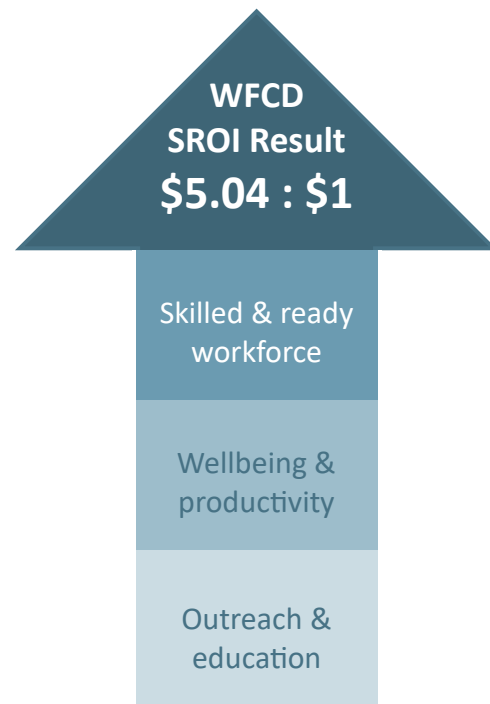 WFCD
SROI Result
$5.04 : $1
Skilled & ready
workforce
Wellbeing &
productivity
Outreach &
education